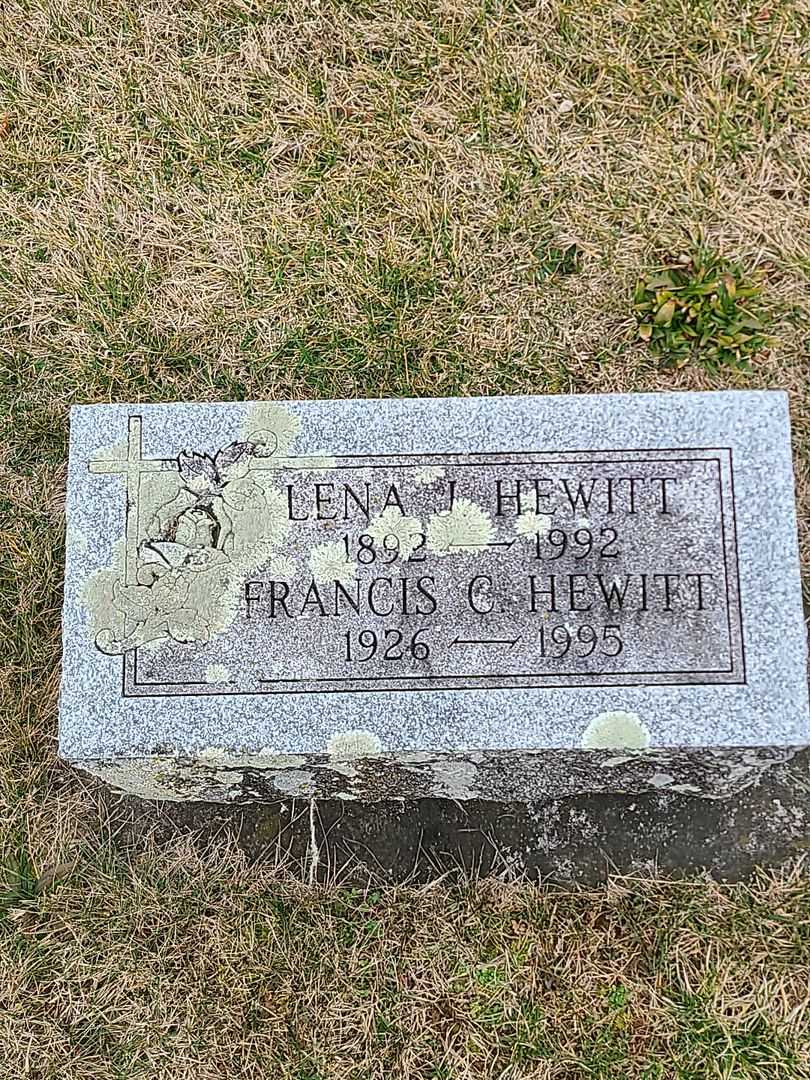 LENA J. HEWITT
1892 — 1992
FRANCIS C. HEWITT
1926 — 1995